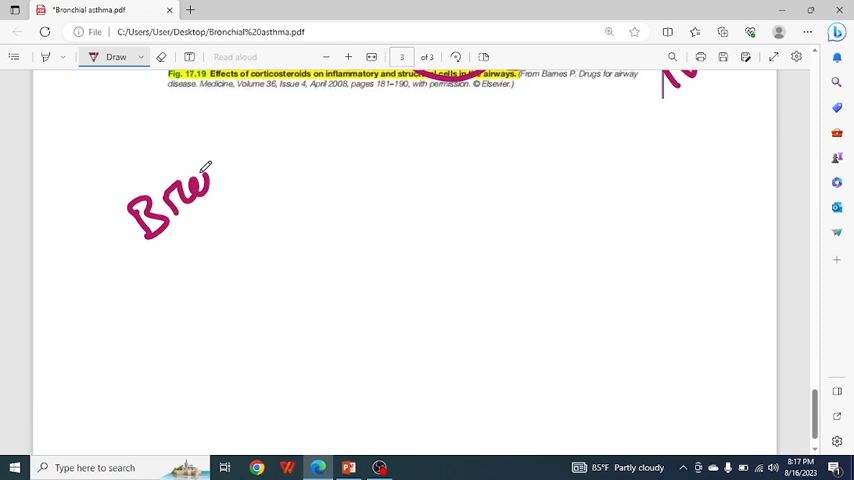 *Bronchial asthma.pdf
File
C:/Users/User/Desktop/Bronchial%20asthma.pdf
Draw
Read aloud
3
of 3
Fig. 17.19 Effects of corticosteroids on inflammatory and structural cells in the airways. (From Barnes P. Drugs for airway
disease. Medicine, Volume 36, Issue 4, April 2008, pages 181–190, with permission. © Elsevier.)
Type here to search
85°F Partly cloudy
8:17 PM
8/16/2023